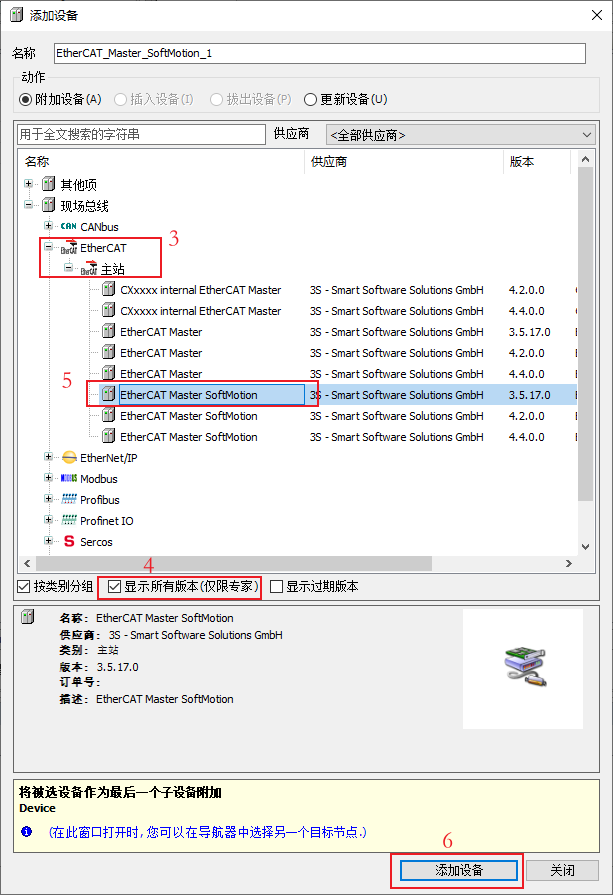 添加设备
名称 EtherCAT_Master_SoftMotion_1
动作
附加设备(A) 插入设备(I) 拔出设备(P) 更新设备(U)
用于全文搜索的字符串 供应商 <全部供应商>
名称 供应商 版本
其他项
现场总线
CAN CANbus
EtherCAT 3
主站
CXxxxx internal EtherCAT Master 3S - Smart Software Solutions GmbH 4.2.0.0
CXxxxx internal EtherCAT Master 3S - Smart Software Solutions GmbH 4.4.0.0
EtherCAT Master 3S - Smart Software Solutions GmbH 3.5.17.0
EtherCAT Master 3S - Smart Software Solutions GmbH 4.2.0.0
EtherCAT Master 3S - Smart Software Solutions GmbH 4.4.0.0
5 EtherCAT Master SoftMotion 3S - Smart Software Solutions GmbH 3.5.17.0
EtherCAT Master SoftMotion 3S - Smart Software Solutions GmbH 4.2.0.0
EtherCAT Master SoftMotion 3S - Smart Software Solutions GmbH 4.4.0.0
EtherNet/IP
Modbus
Profibus
Profinet IO
S Sercos
4
按类别分组 显示所有版本(仅限专家) 显示过期版本
名称: EtherCAT Master SoftMotion
供应商: 3S - Smart Software Solutions GmbH
类别: 主站
版本: 3.5.17.0
订单号:
描述: EtherCAT Master SoftMotion
将被选设备作为最后一个子设备附加
Device
(在此窗口打开时,您可以在导航器中选择另一个目标节点.)
6
添加设备 关闭